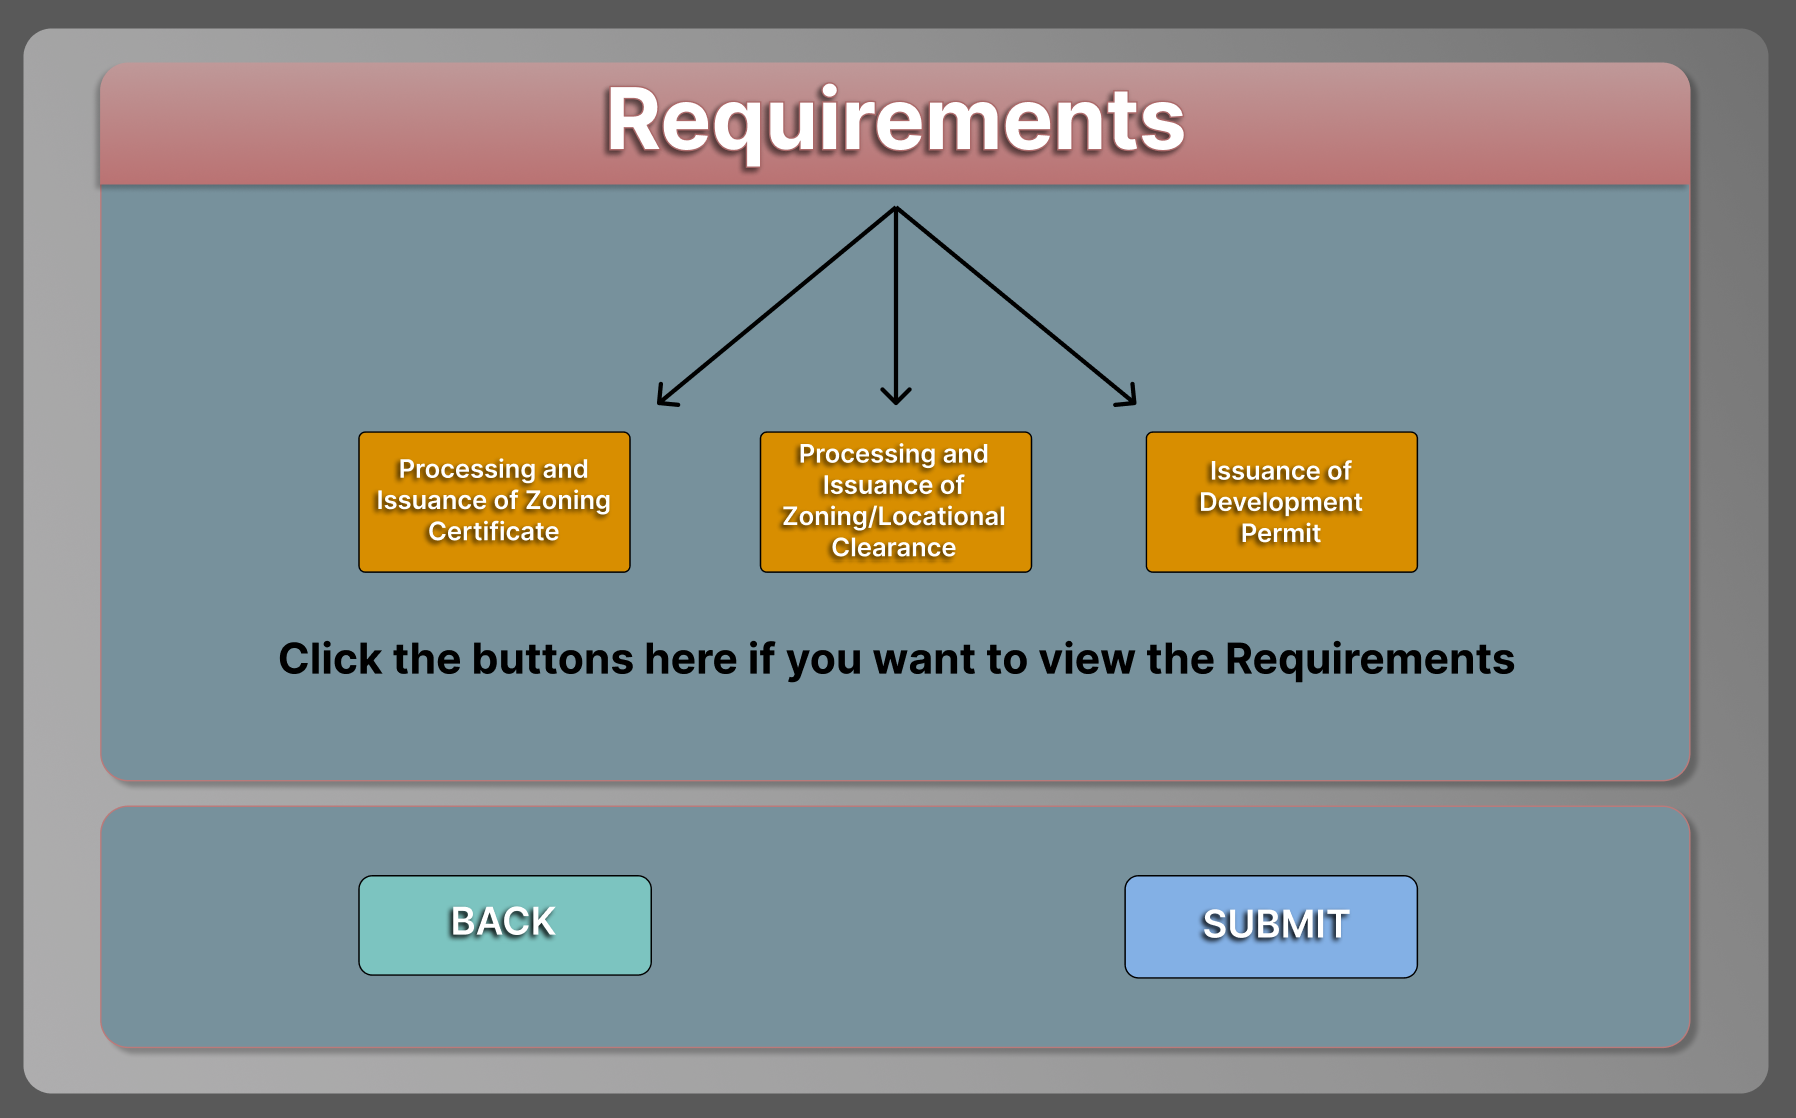 Requirements
Processing and
Issuance of Zoning
Certificate
Processing and
Issuance of
Zoning/Locational
Clearance
Issuance of
Development
Permit
Click the buttons here if you want to view the Requirements
BACK
SUBMIT